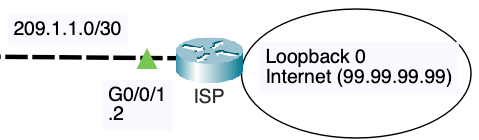 209.1.1.0/30
Loopback 0
Internet (99.99.99.99)
G0/0/1
.2
ISP